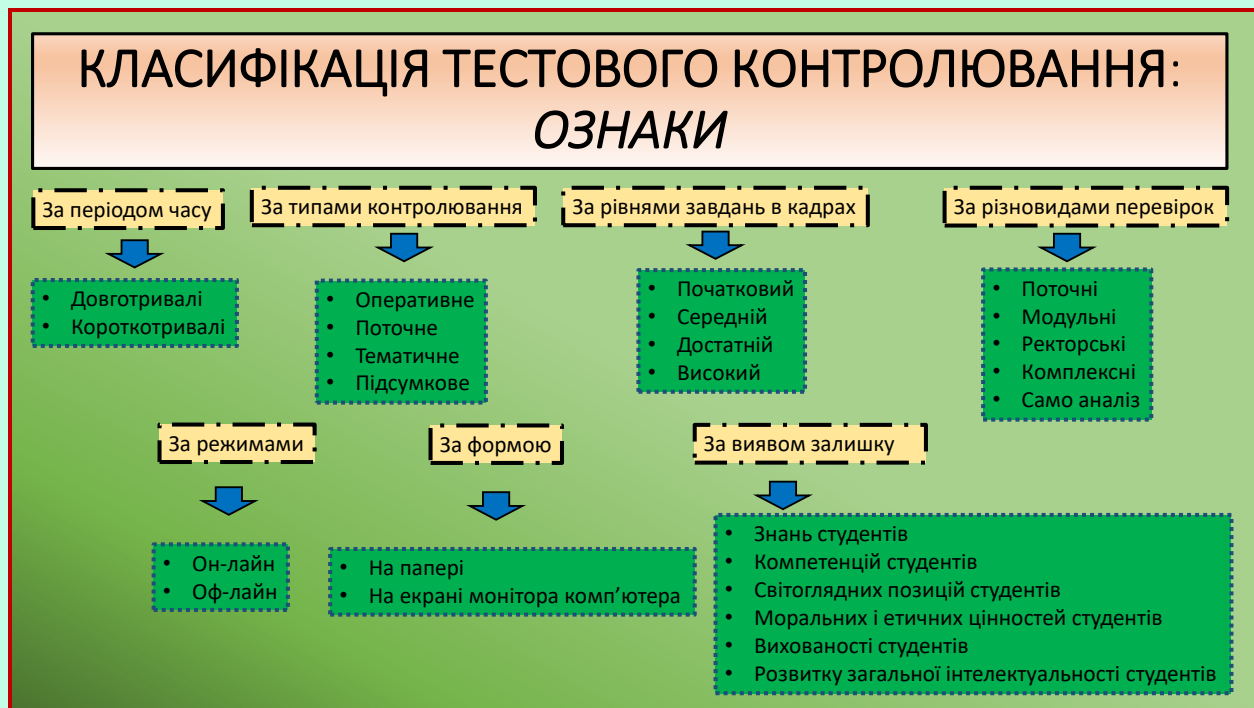 КЛАСИФІКАЦІЯ ТЕСТОВОГО КОНТРОЛЮВАННЯ:
ОЗНАКИ
За періодом часу
• Довготривалі
• Короткотривалі
За типами контролювання
• Оперативне
• Поточне
• Тематичне
• Підсумкове
За рівнями завдань в кадрах
• Початковий
• Середній
• Достатній
• Високий
За різновидами перевірок
• Поточні
• Модульні
• Ректорські
• Комплексні
• Само аналіз
За режимами
• Он-лайн
• Оф-лайн
За формою
• На папері
• На екрані монітора комп’ютера
За виявом залишку
• Знань студентів
• Компетенцій студентів
• Світоглядних позицій студентів
• Моральних і етичних цінностей студентів
• Вихованості студентів
• Розвитку загальної інтелектуальності студентів